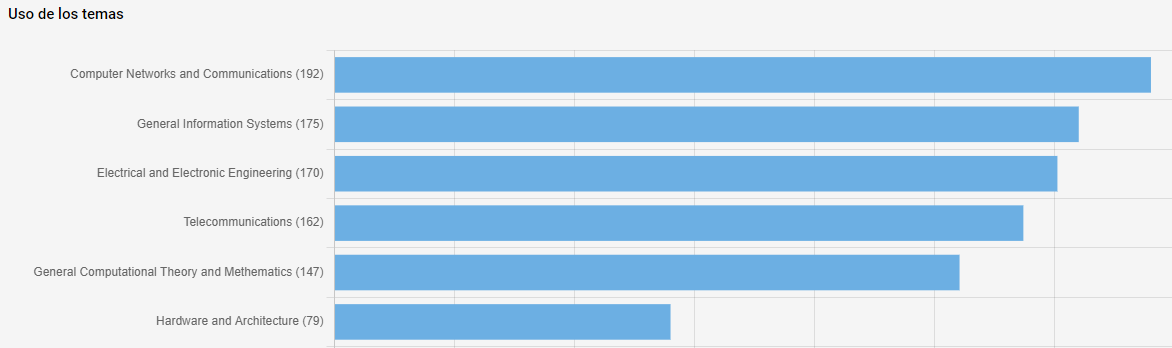 Uso de los temas
Computer Networks and Communications (192)
General Information Systems (175)
Electrical and Electronic Engineering (170)
Telecommunications (162)
General Computational Theory and Methematics (147)
Hardware and Architecture (79)